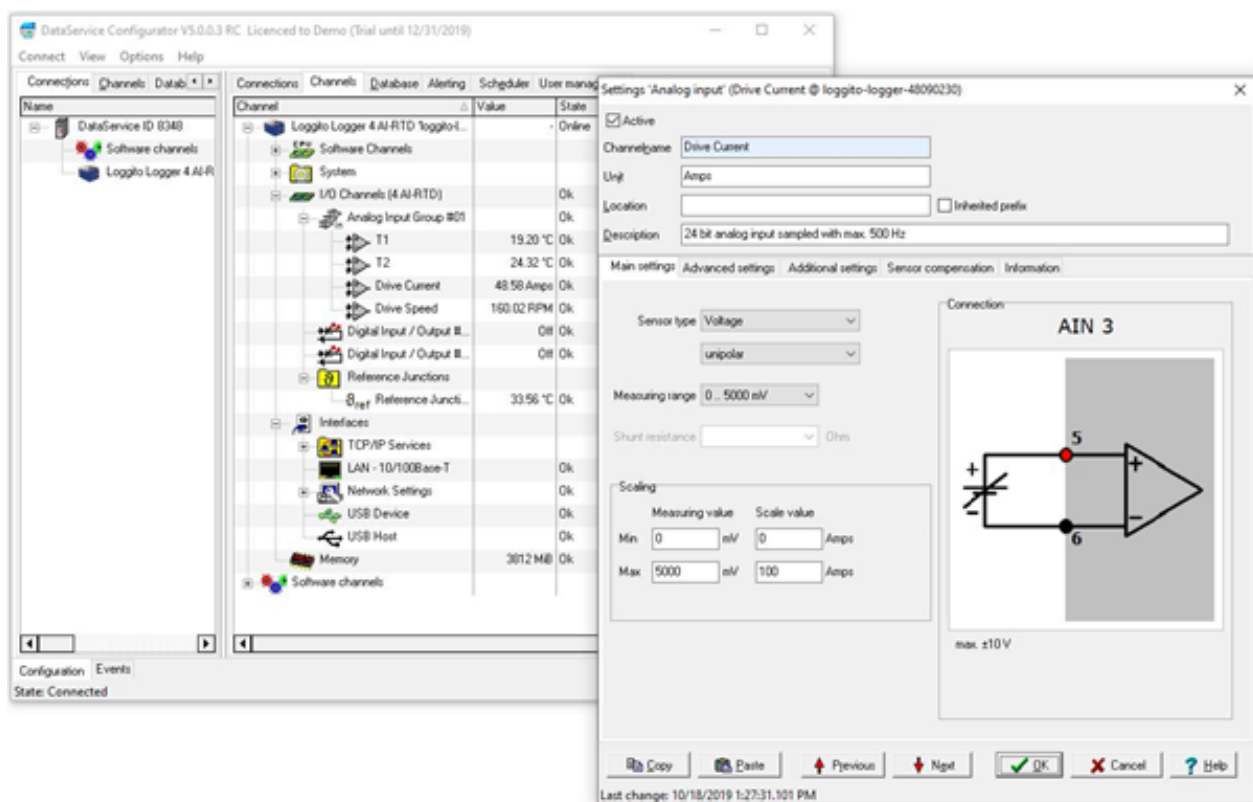 DataService Configurator V5.0.0.3 RC Licenced to Demo (Trial until 12/31/2019)
Connect View Options Help
Connections Channels Datab
Name
DataService ID 8348
Software channels
Loggito Logger 4 AI-R
Connections Channels Database Alerting Scheduler User manag
Channel Value State
Loggito Logger 4 AI-RTD 'loggito-l... - Online
Software Channels
System
I/O Channels (4 AI-RTD) Ok
Analog Input Group #01 Ok
T1 19.20 °C Ok
T2 24.32 °C Ok
Drive Current 48.58 Amps Ok
Drive Speed 160.02 RPM Ok
Digital Input / Output #... Off Ok
Digital Input / Output #... Off Ok
Reference Junctions
ϑref Reference Juncti... 33.56 °C Ok
Interfaces
TCP/IP Services
LAN - 10/100Base-T Ok
Network Settings Ok
USB Device Ok
USB Host Ok
Memory 3812 MiB Ok
Software channels
Configuration Events
State: Connected
Settings 'Analog input' (Drive Current @ loggito-logger-48090230)
Active
Channelname Drive Current
Unit Amps
Location Inherited prefix
Description 24 bit analog input sampled with max. 500 Hz
Main settings Advanced settings Additional settings Sensor compensation Information
Sensor type Voltage
unipolar
Measuring range 0 .. 5000 mV
Shunt resistance Ohm
Scaling
Measuring value Scale value
Min 0 mV 0 Amps
Max 5000 mV 100 Amps
Connection
AIN 3
5
+ +
- -
6
max. ±10 V
Copy Paste Previous Next OK Cancel Help
Last change: 10/18/2019 1:27:31.101 PM